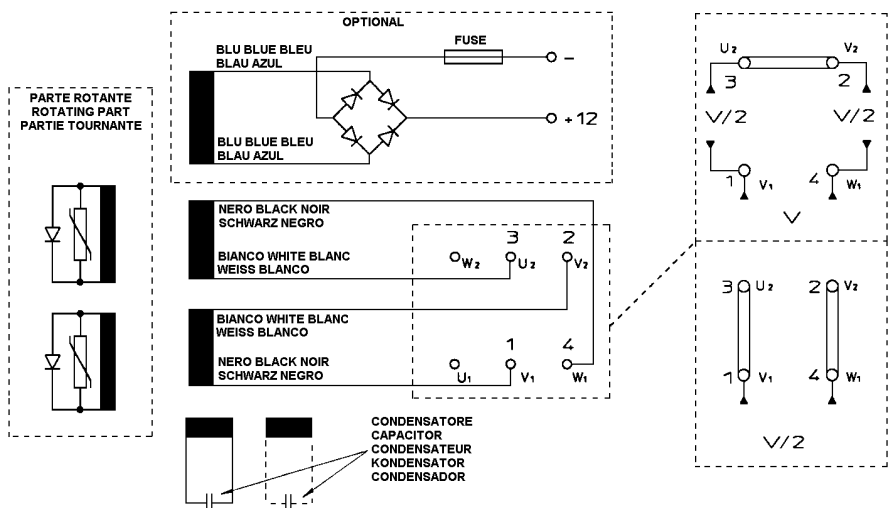 OPTIONAL
BLU BLUE BLEU
BLAU AZUL
FUSE
-
+12
BLU BLUE BLEU
BLAU AZUL
PARTE ROTANTE
ROTATING PART
PARTIE TOURNANTE
NERO BLACK NOIR
SCHWARZ NEGRO
BIANCO WHITE BLANC
WEISS BLANCO
3 2
W2 U2 V2
BIANCO WHITE BLANC
WEISS BLANCO
NERO BLACK NOIR
SCHWARZ NEGRO
1 4
U1 V1 W1
CONDENSATORE
CAPACITOR
CONDENSATEUR
KONDENSATOR
CONDENSADOR
U2 V2
3 2
V/2 V/2
1 V1 4 W1
V
3 U2 2 V2
1 V1 4 W1
V/2